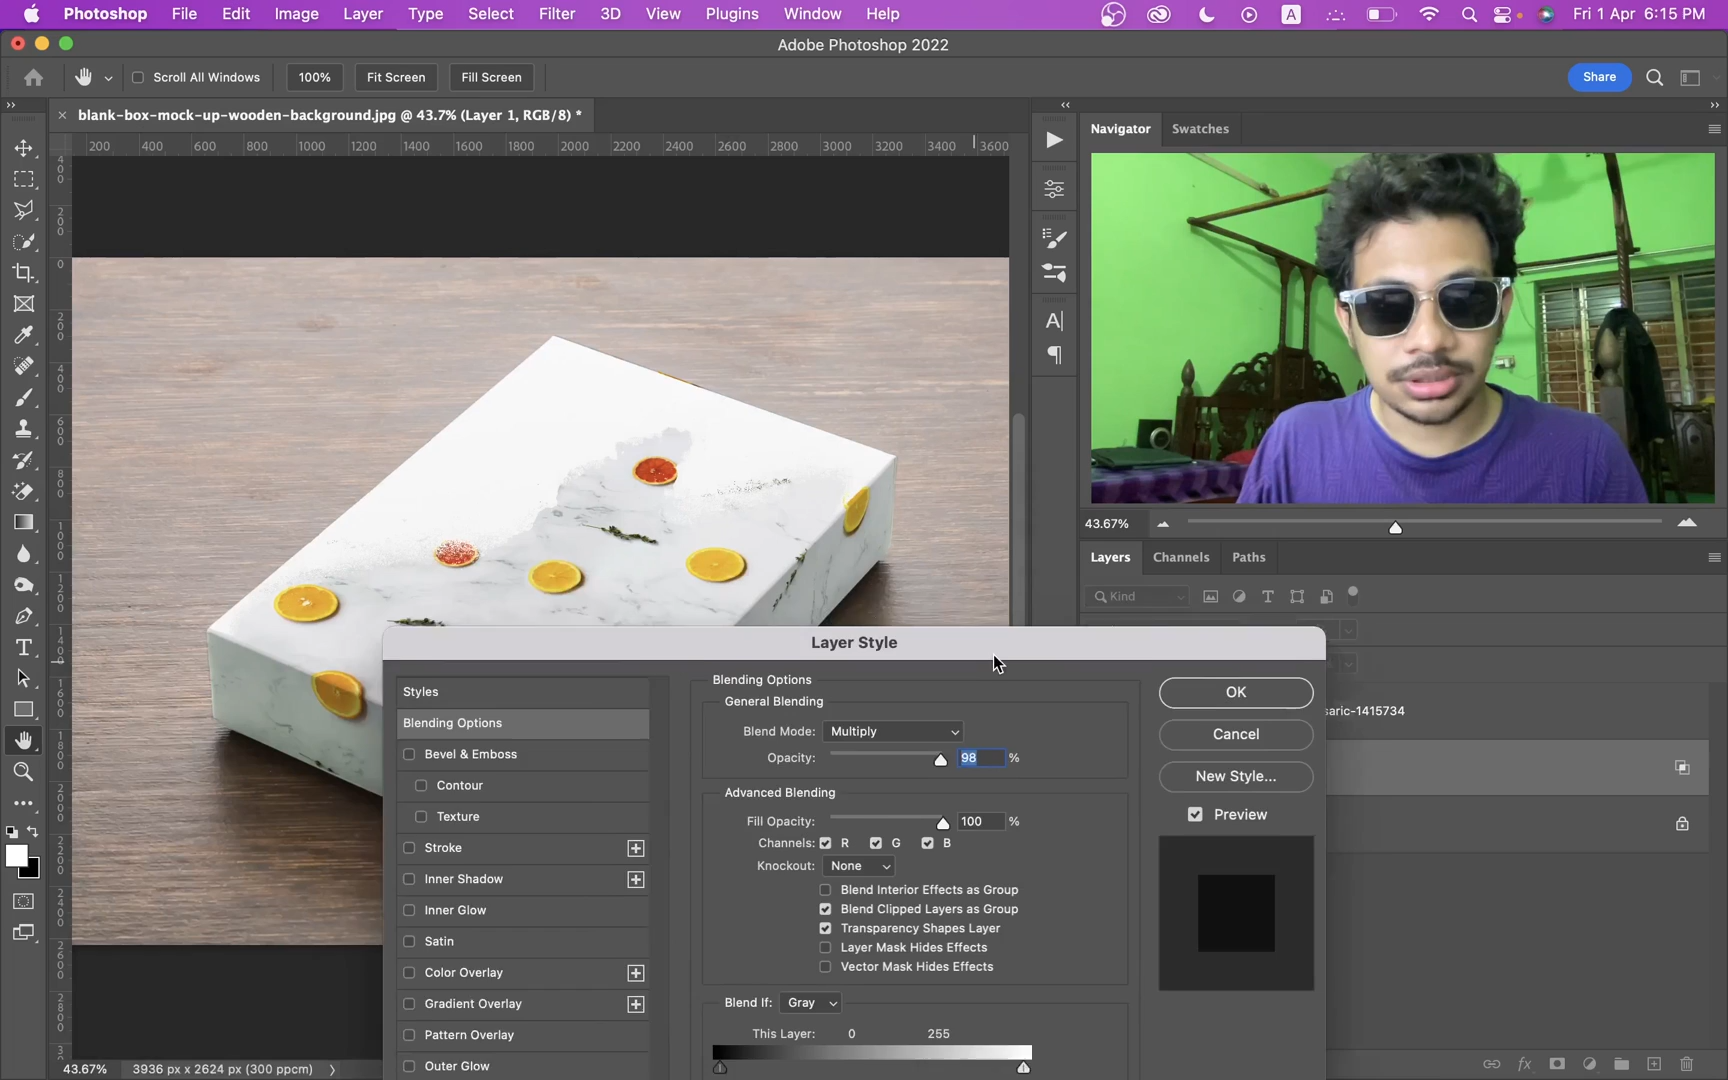 Photoshop File Edit Image Layer Type Select Filter 3D View Plugins Window Help A Fri 1 Apr 6:15 PM
Adobe Photoshop 2022
Scroll All Windows 100% Fit Screen Fill Screen Share
blank-box-mock-up-wooden-background.jpg @ 43.7% (Layer 1, RGB/8) *
200 400 600 800 1000 1200 1400 1600 1800 2000 2200 2400 2600 2800 3000 3200 3400 3600
Navigator Swatches
43.67%
Layers Channels Paths
Kind
Layer Style
Styles
Blending Options
Bevel & Emboss
Contour
Texture
Stroke
Inner Shadow
Inner Glow
Satin
Color Overlay
Gradient Overlay
Pattern Overlay
Outer Glow
Blending Options
General Blending
Blend Mode: Multiply
Opacity: 98 %
Advanced Blending
Fill Opacity: 100 %
Channels: R G B
Knockout: None
Blend Interior Effects as Group
Blend Clipped Layers as Group
Transparency Shapes Layer
Layer Mask Hides Effects
Vector Mask Hides Effects
Blend If: Gray
This Layer: 0 255
OK
Cancel
New Style...
Preview
saric-1415734
43.67% 3936 px x 2624 px (300 ppcm)